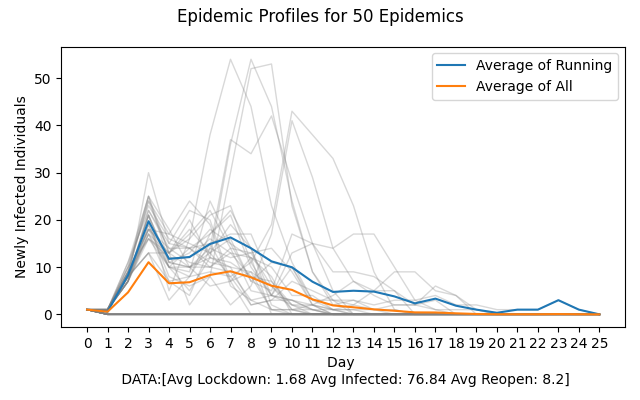 Epidemic Profiles for 50 Epidemics
Average of Running
Average of All
Newly Infected Individuals
50
40
30
20
10
0
0 1 2 3 4 5 6 7 8 9 10 11 12 13 14 15 16 17 18 19 20 21 22 23 24 25
Day
DATA:[Avg Lockdown: 1.68 Avg Infected: 76.84 Avg Reopen: 8.2]